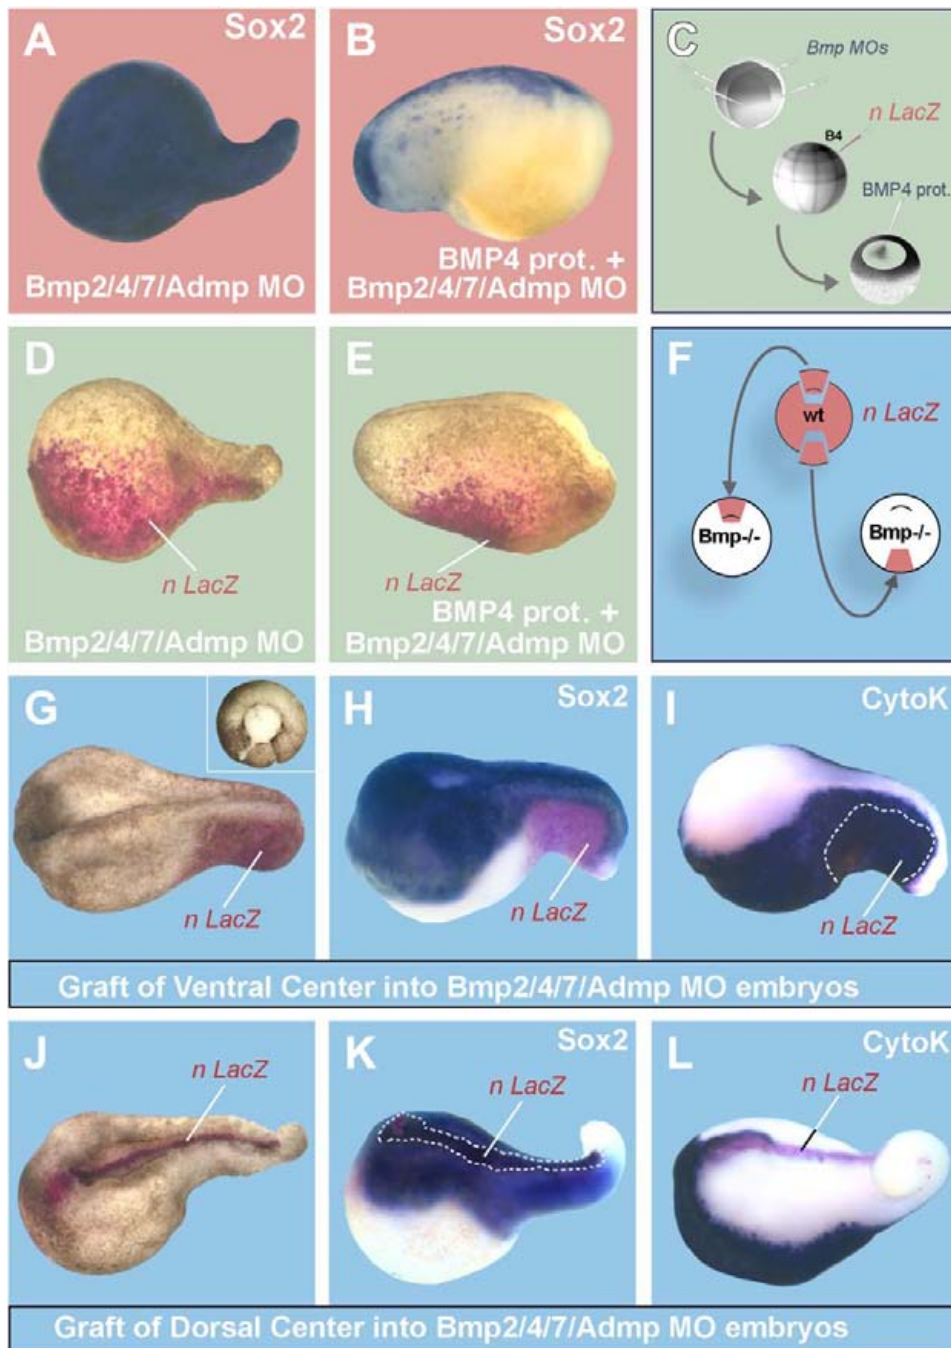 A
Sox2
Bmp2/4/7/Admp MO
B
Sox2
BMP4 prot. +
Bmp2/4/7/Admp MO
C
Bmp MOs
n LacZ
B4
BMP4 prot.
D
n LacZ
Bmp2/4/7/Admp MO
E
n LacZ
BMP4 prot. +
Bmp2/4/7/Admp MO
F
wt
n LacZ
Bmp-/-
Bmp-/-
G
n LacZ
H
Sox2
n LacZ
I
CytoK
n LacZ
Graft of Ventral Center into Bmp2/4/7/Admp MO embryos
J
n LacZ
K
Sox2
n LacZ
L
CytoK
n LacZ
Graft of Dorsal Center into Bmp2/4/7/Admp MO embryos